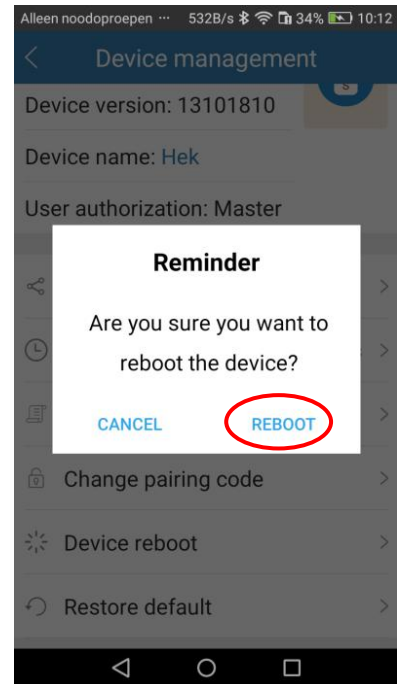 Alleen noodoproepen ··· 532B/s 34% 10:12
Device management
S
Device version: 13101810
Device name: Hek
User authorization: Master
Reminder
Are you sure you want to
reboot the device?
CANCEL REBOOT
Change pairing code
Device reboot
Restore default